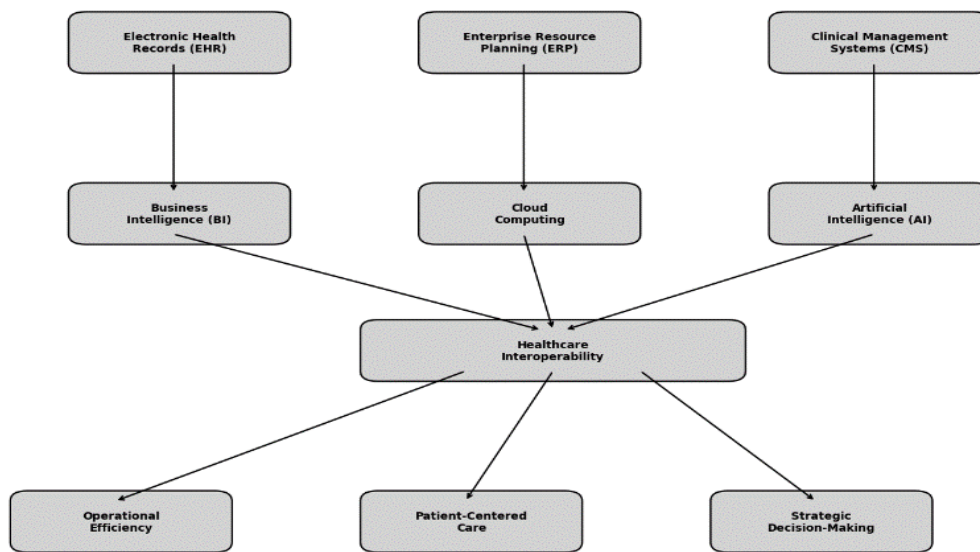 Electronic Health
Records (EHR)
Enterprise Resource
Planning (ERP)
Clinical Management
Systems (CMS)
Business
Intelligence (BI)
Cloud
Computing
Artificial
Intelligence (AI)
Healthcare
Interoperability
Operational
Efficiency
Patient-Centered
Care
Strategic
Decision-Making